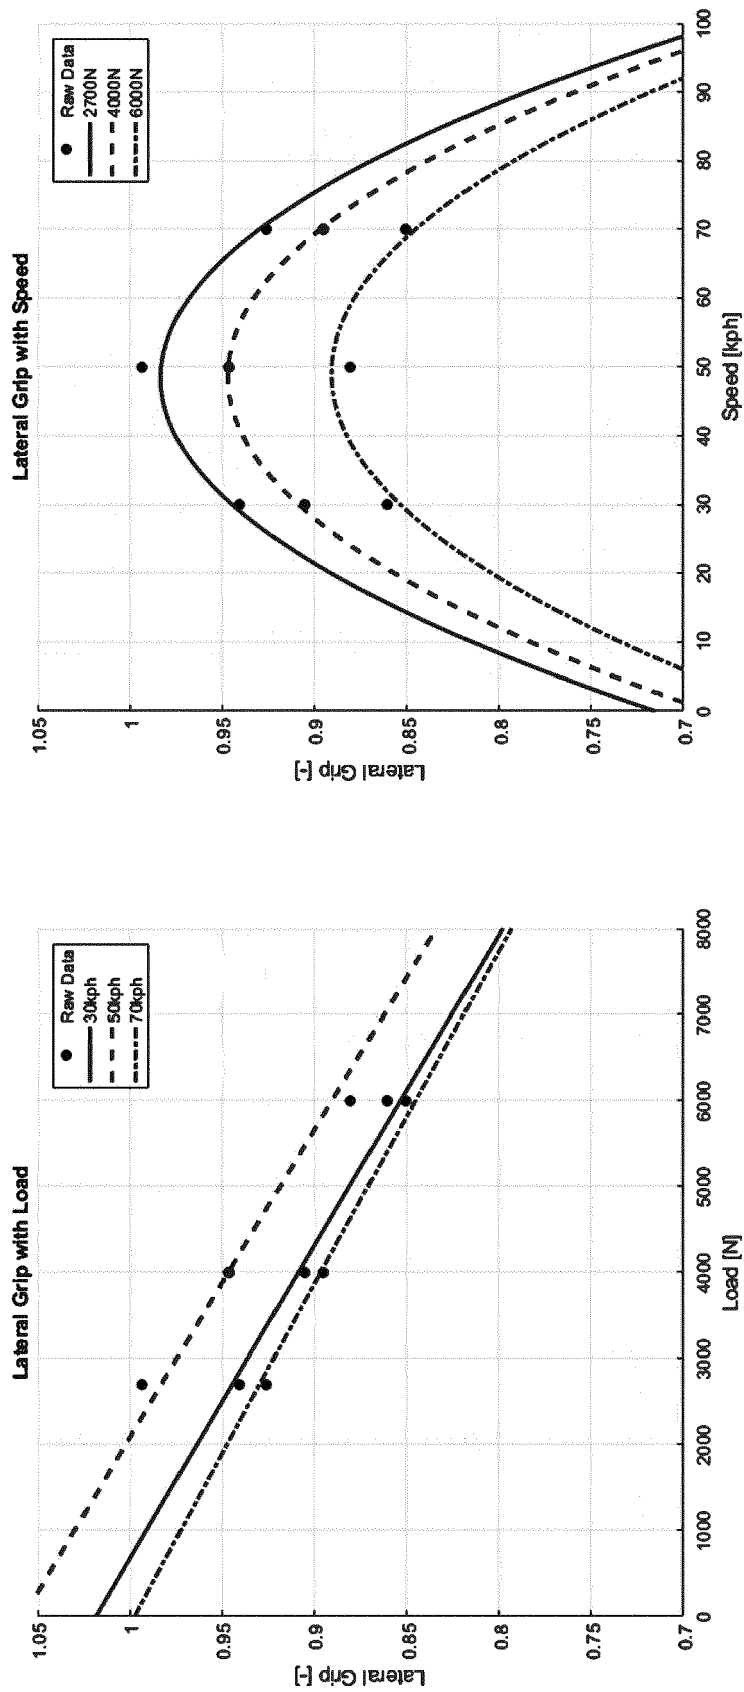 Lateral Grip with Load
Lateral Grip [-]
1.05
1
0.95
0.9
0.85
0.8
0.75
0.7
0
1000
2000
3000
4000
5000
6000
7000
8000
Load [N]
Raw Data
30kph
50kph
70kph
Lateral Grip with Speed
Lateral Grip [-]
1.05
1
0.95
0.9
0.85
0.8
0.75
0.7
0
10
20
30
40
50
60
70
80
90
100
Speed [kph]
Raw Data
2700N
4000N
6000N